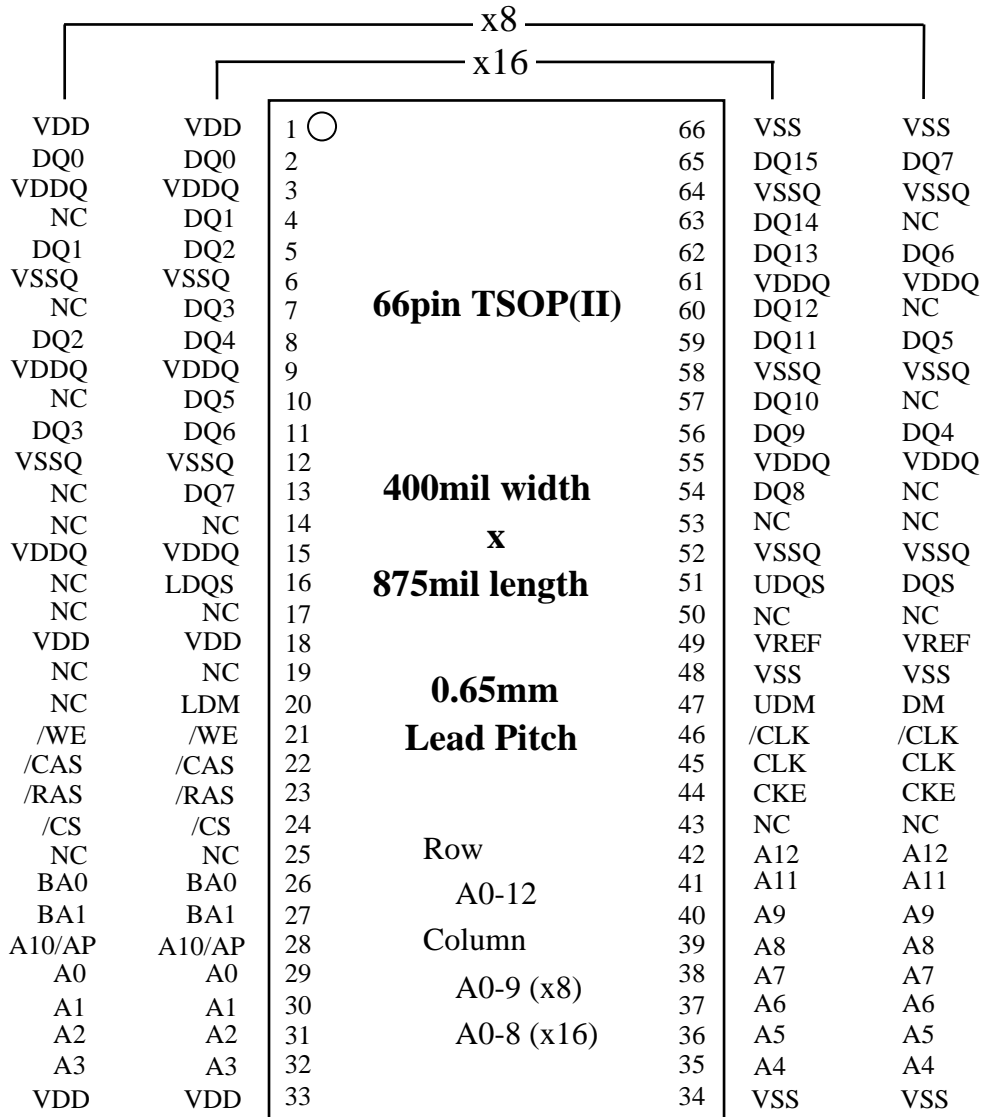 x8
x16
VDD VDD 1 66 VSS VSS
DQ0 DQ0 2 65 DQ15 DQ7
VDDQ VDDQ 3 64 VSSQ VSSQ
NC DQ1 4 63 DQ14 NC
DQ1 DQ2 5 62 DQ13 DQ6
VSSQ VSSQ 6 61 VDDQ VDDQ
NC DQ3 7 66pin TSOP(II) 60 DQ12 NC
DQ2 DQ4 8 59 DQ11 DQ5
VDDQ VDDQ 9 58 VSSQ VSSQ
NC DQ5 10 57 DQ10 NC
DQ3 DQ6 11 56 DQ9 DQ4
VSSQ VSSQ 12 55 VDDQ VDDQ
NC DQ7 13 400mil width 54 DQ8 NC
NC NC 14 53 NC NC
x
VDDQ VDDQ 15 52 VSSQ VSSQ
NC LDQS 16 875mil length 51 UDQS DQS
NC NC 17 50 NC NC
VDD VDD 18 49 VREF VREF
NC NC 19 48 VSS VSS
0.65mm
NC LDM 20 47 UDM DM
/WE /WE 21 Lead Pitch 46 /CLK /CLK
/CAS /CAS 22 45 CLK CLK
/RAS /RAS 23 44 CKE CKE
/CS /CS 24 43 NC NC
NC NC 25 Row 42 A12 A12
BA0 BA0 26 A0-12 41 A11 A11
BA1 BA1 27 40 A9 A9
A10/AP A10/AP 28 Column 39 A8 A8
A0 A0 29 A0-9 (x8) 38 A7 A7
A1 A1 30 37 A6 A6
A2 A2 31 A0-8 (x16) 36 A5 A5
A3 A3 32 35 A4 A4
VDD VDD 33 34 VSS VSS